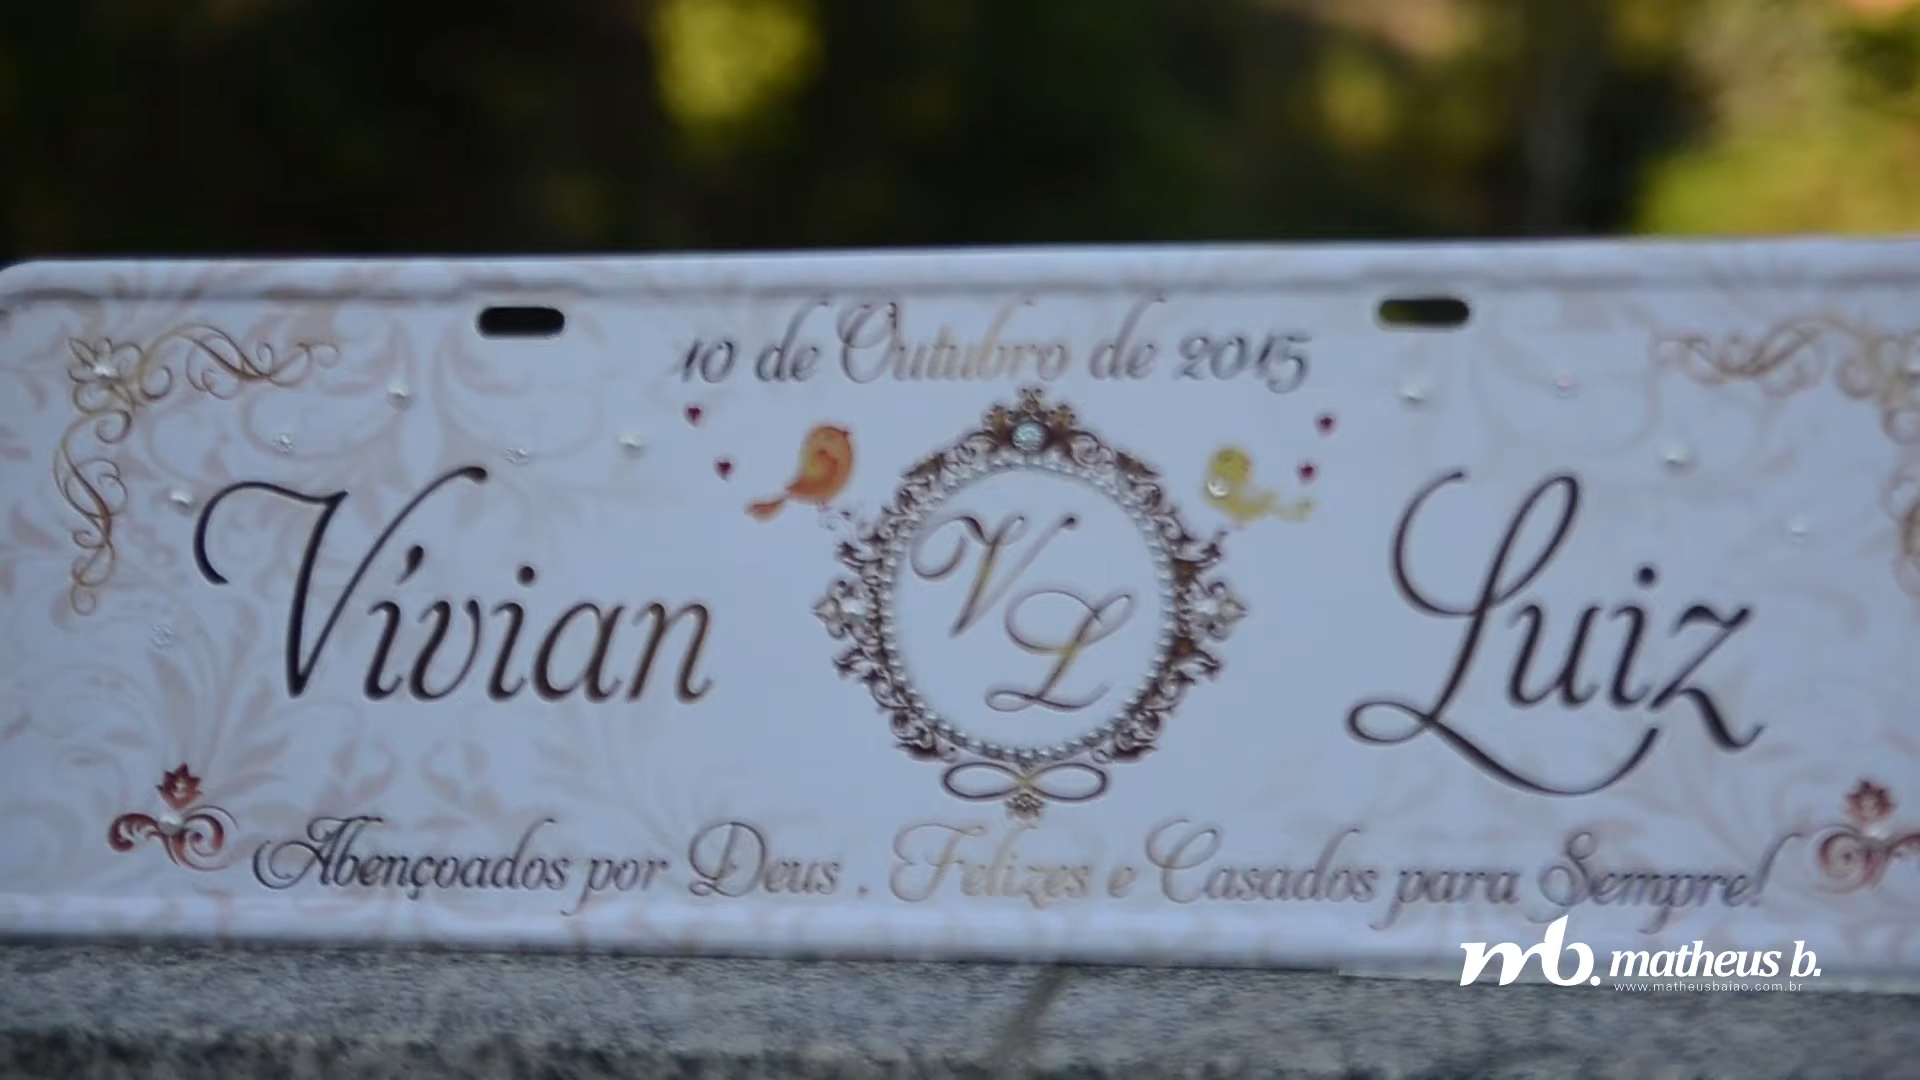 10 de Outubro de 2015
Vivian
VL
Luiz
Abençoados por Deus . Felizes e Casados para Sempre!
mb. matheus b.
www.matheusbaiao.com.br